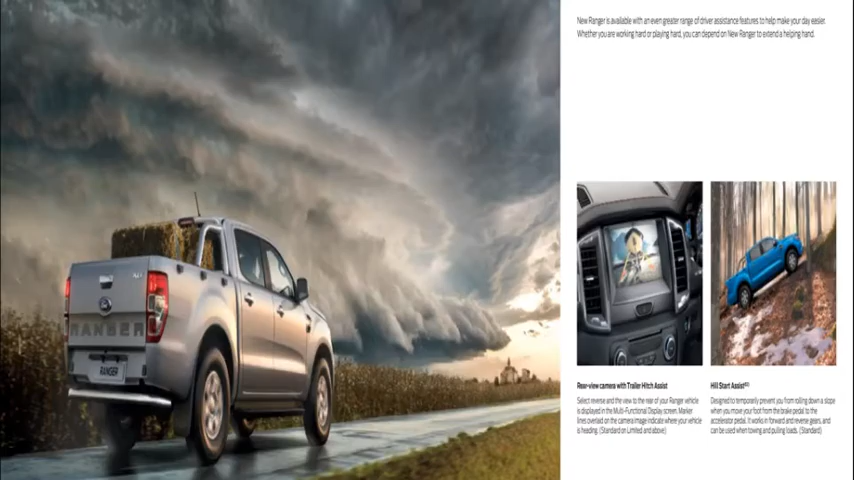 New Ranger is available with an even greater range of driver assistance features to help make your day easier.
Whether you are working hard or playing hard, you can depend on New Ranger to extend a helping hand.
RANGER
RANGER
Rear-view camera with Trailer Hitch Assist
Select reverse and the view to the rear of your Ranger vehicle
is displayed in the Multi-Functional Display screen. Marker
lines overlaid on the camera image indicate where your vehicle
is heading. (Standard on Limited and above)
Hill Start Assist
Designed to temporarily prevent you from rolling down a slope
when you move your foot from the brake pedal to the
accelerator pedal. It works in forward and reverse gears, and
can be used when towing and pulling loads. (Standard)